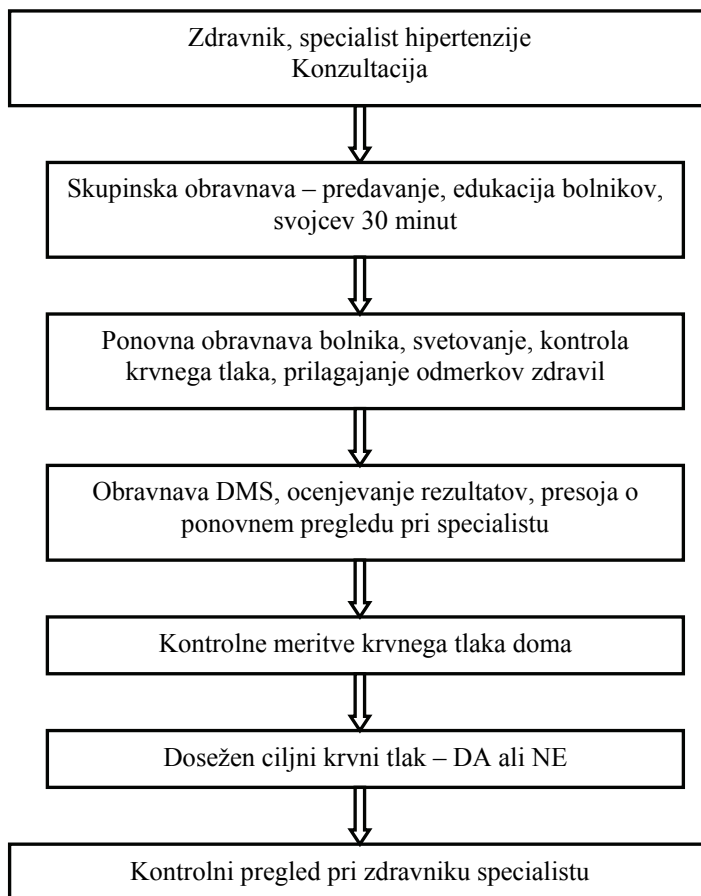 Zdravnik, specialist hipertenzije
Konzultacija
Skupinska obravnava – predavanje, edukacija bolnikov,
svojcev 30 minut
Ponovna obravnava bolnika, svetovanje, kontrola
krvnega tlaka, prilagajanje odmerkov zdravil
Obravnava DMS, ocenjevanje rezultatov, presoja o
ponovnem pregledu pri specialistu
Kontrolne meritve krvnega tlaka doma
Dosežen ciljni krvni tlak – DA ali NE
Kontrolni pregled pri zdravniku specialistu